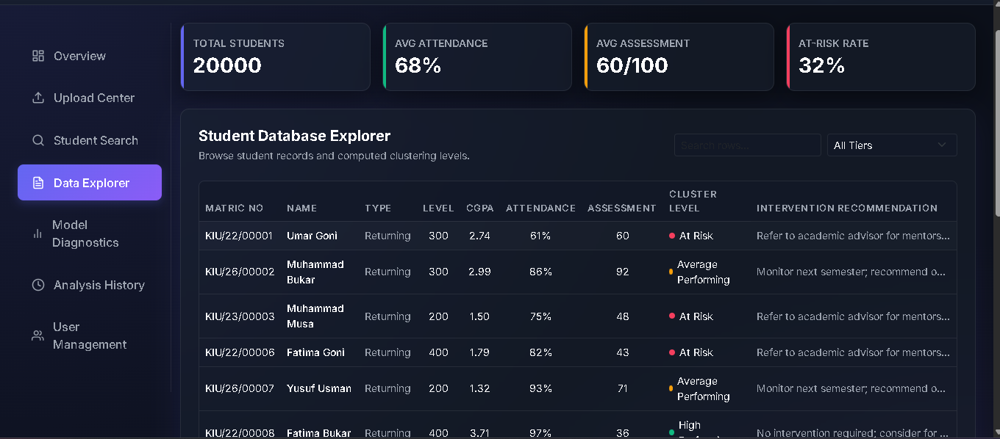 Overview
Upload Center
Student Search
Data Explorer
Model
Diagnostics
Analysis History
User
Management
TOTAL STUDENTS
20000
AVG ATTENDANCE
68%
AVG ASSESSMENT
60/100
AT-RISK RATE
32%
Student Database Explorer
Browse student records and computed clustering levels.
Search rows...
All Tiers
MATRIC NO NAME TYPE LEVEL CGPA ATTENDANCE ASSESSMENT CLUSTER LEVEL INTERVENTION RECOMMENDATION
KIU/22/00001 Umar Goni Returning 300 2.74 61% 60 At Risk Refer to academic advisor for mentors...
KIU/26/00002 Muhammad Bukar Returning 300 2.99 86% 92 Average Performing Monitor next semester; recommend o...
KIU/23/00003 Muhammad Musa Returning 200 1.50 75% 48 At Risk Refer to academic advisor for mentors...
KIU/22/00006 Fatima Goni Returning 400 1.79 82% 43 At Risk Refer to academic advisor for mentors...
KIU/26/00007 Yusuf Usman Returning 200 1.32 93% 71 Average Performing Monitor next semester; recommend o...
KIU/22/00008 Fatima Bukar Returning 400 3.71 97% 36 High No intervention required; consider for ...